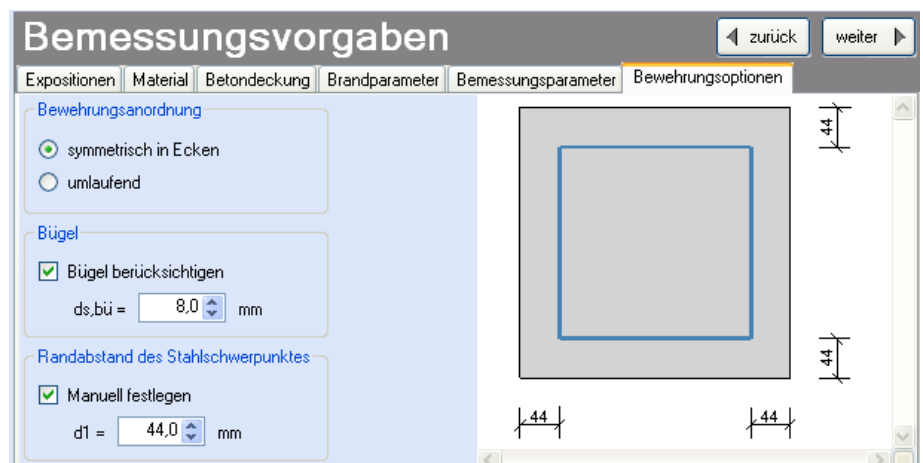 Bemessungsvorgaben
zurück
weiter
Expositionen Material Betondeckung Brandparameter Bemessungsparameter Bewehrungsoptionen
Bewehrungsanordnung
symmetrisch in Ecken
umlaufend
Bügel
Bügel berücksichtigen
ds,bü = 8,0 mm
Randabstand des Stahlschwerpunktes
Manuell festlegen
d1 = 44,0 mm
44
44
44
44